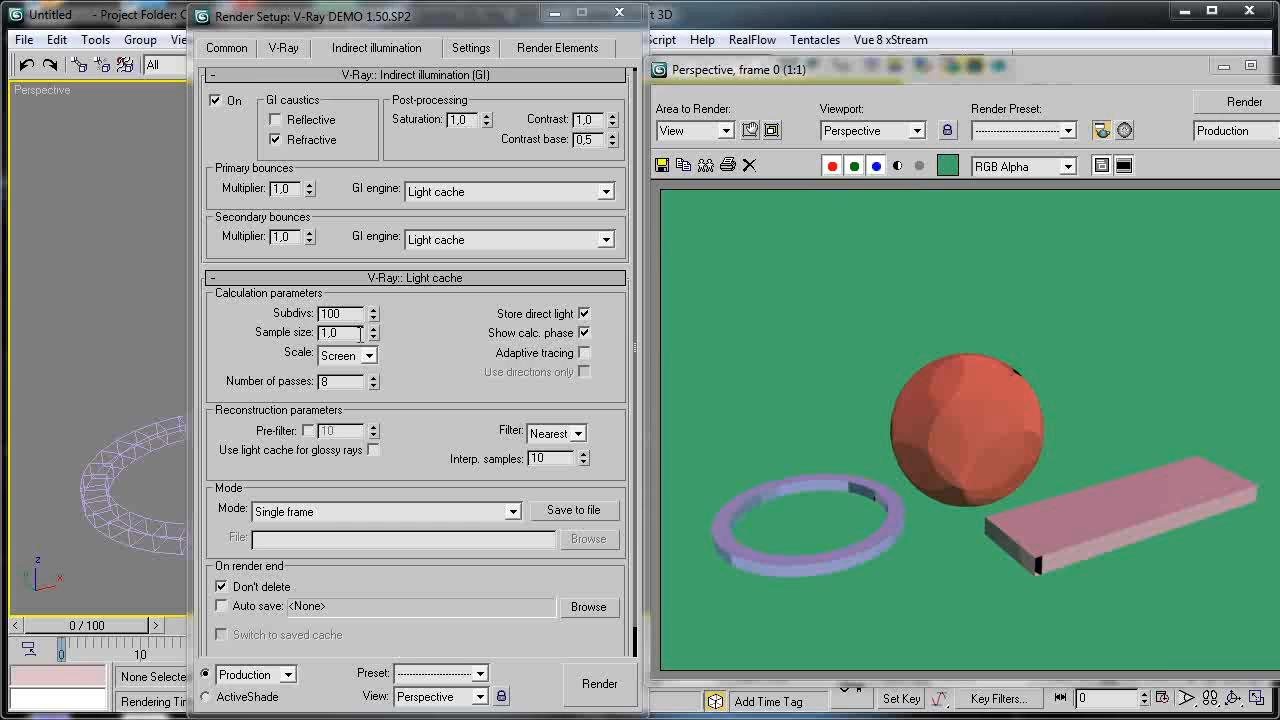 Untitled - Project Folder: C:
Render Setup: V-Ray DEMO 1.50.SP2
t 3D
File Edit Tools Group Vi
Script Help RealFlow Tentacles Vue 8 xStream
Common V-Ray Indirect illumination Settings Render Elements
All
Perspective
- V-Ray:: Indirect illumination (GI)
On
GI caustics
Reflective
Refractive
Post-processing
Saturation: 1,0 Contrast: 1,0
Contrast base: 0,5
Primary bounces
Multiplier: 1,0 GI engine: Light cache
Secondary bounces
Multiplier: 1,0 GI engine: Light cache
- V-Ray:: Light cache
Calculation parameters
Subdivs: 100 Store direct light
Sample size: 1,0 Show calc. phase
Scale: Screen Adaptive tracing
Use directions only
Number of passes: 8
Reconstruction parameters
Pre-filter: 10 Filter: Nearest
Use light cache for glossy rays Interp. samples: 10
Mode
Mode: Single frame Save to file
File: Browse
On render end
Don't delete
Auto save: <None> Browse
Switch to saved cache
Production Preset: --------------------
ActiveShade View: Perspective Render
Perspective, frame 0 (1:1)
Area to Render: Viewport: Render Preset: Render
View Perspective -------------------- Production
RGB Alpha
z
x
< 0 / 100 >
0 10
None Selecte
Rendering Tim
Add Time Tag Set Key Key Filters... 0